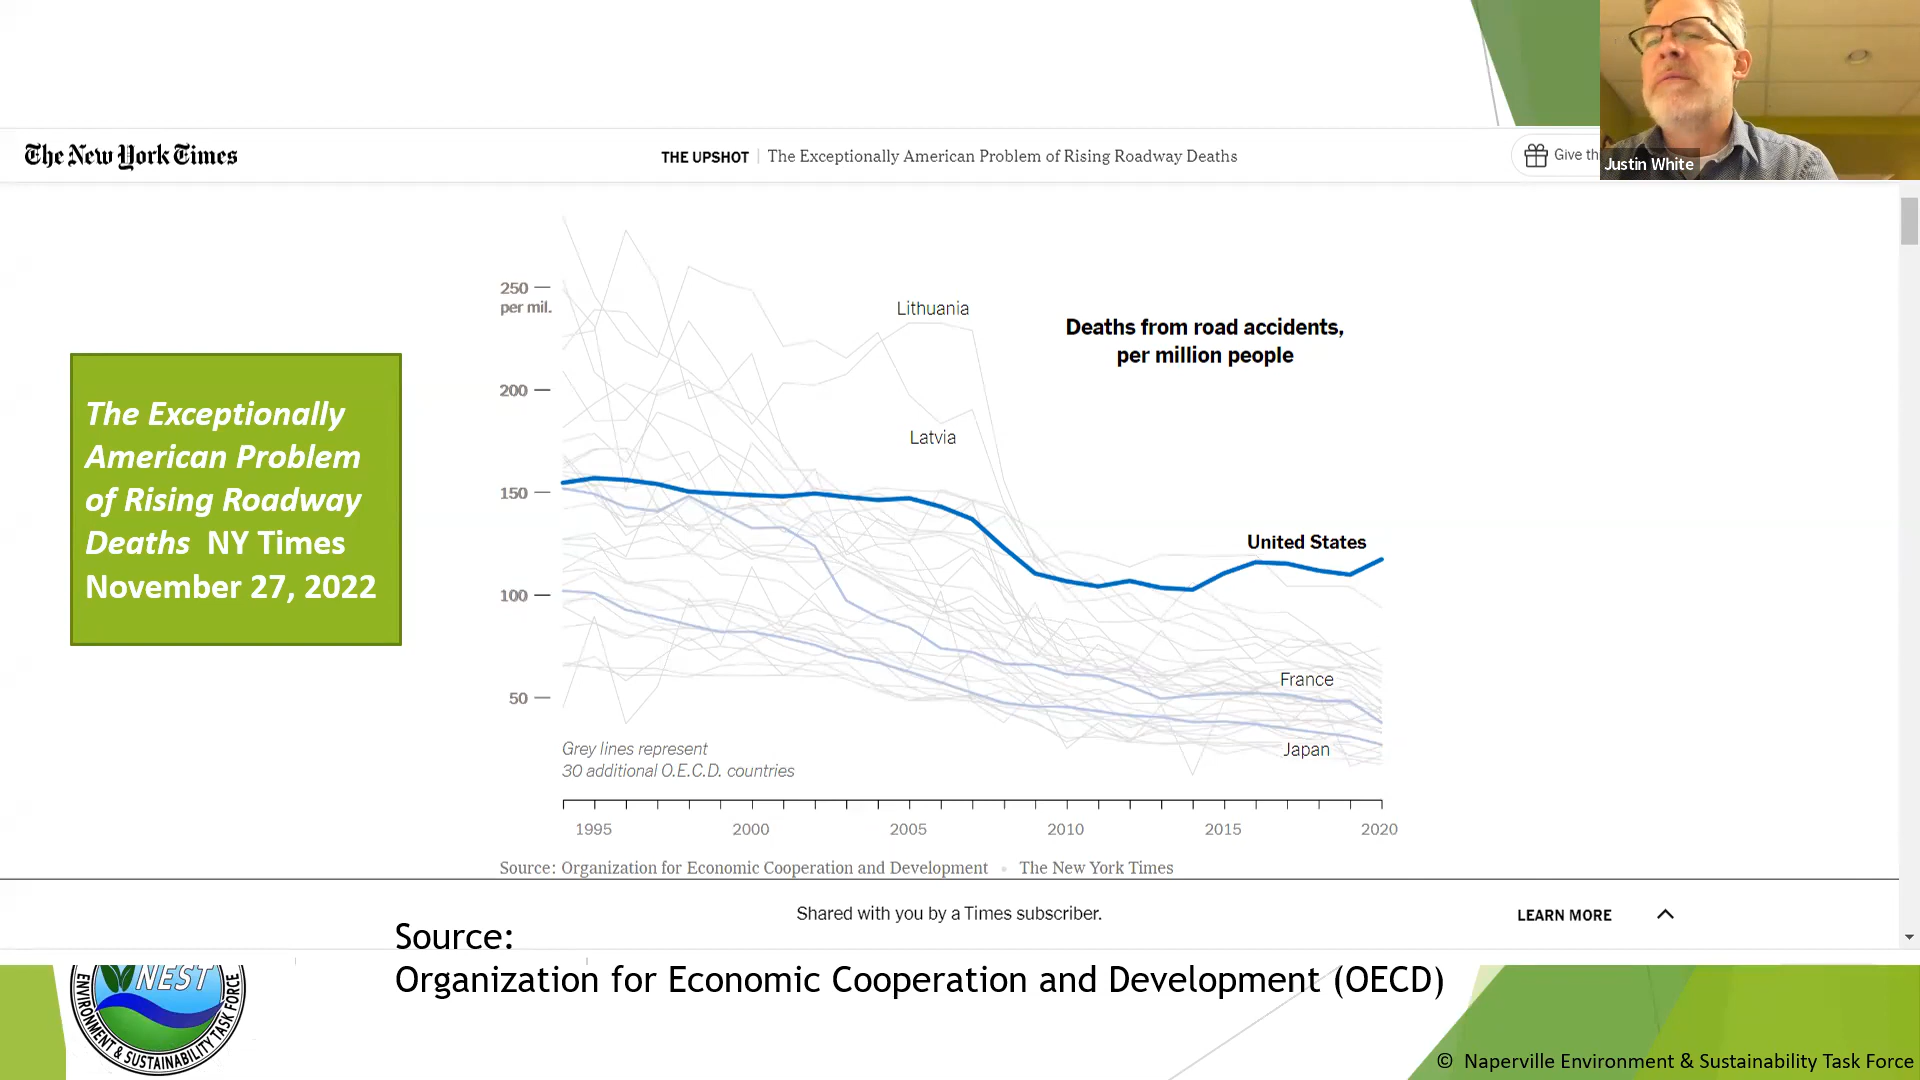 The New York Times
THE UPSHOT | The Exceptionally American Problem of Rising Roadway Deaths
Give th
Justin White
250
per mil.
200
150
100
50
Lithuania
Latvia
Deaths from road accidents,
per million people
United States
France
Japan
The Exceptionally
American Problem
of Rising Roadway
Deaths NY Times
November 27, 2022
Grey lines represent
30 additional O.E.C.D. countries
1995 2000 2005 2010 2015 2020
Source: Organization for Economic Cooperation and Development • The New York Times
Shared with you by a Times subscriber.
LEARN MORE
Source:
Organization for Economic Cooperation and Development (OECD)
NEST
ENVIRONMENT & SUSTAINABILITY TASK FORCE
© Naperville Environment & Sustainability Task Force